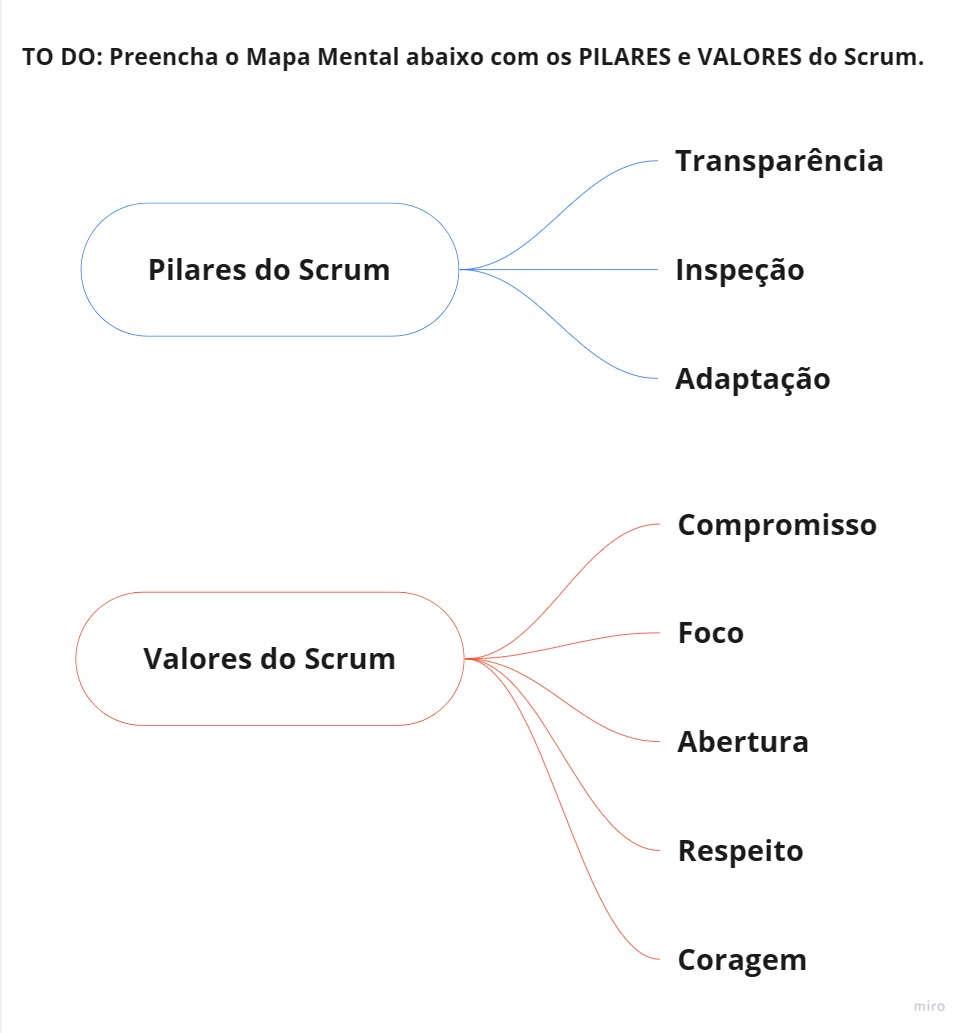 TO DO: Preencha o Mapa Mental abaixo com os PILARES e VALORES do Scrum.
Pilares do Scrum
Transparência
Inspeção
Adaptação
Valores do Scrum
Compromisso
Foco
Abertura
Respeito
Coragem
miro